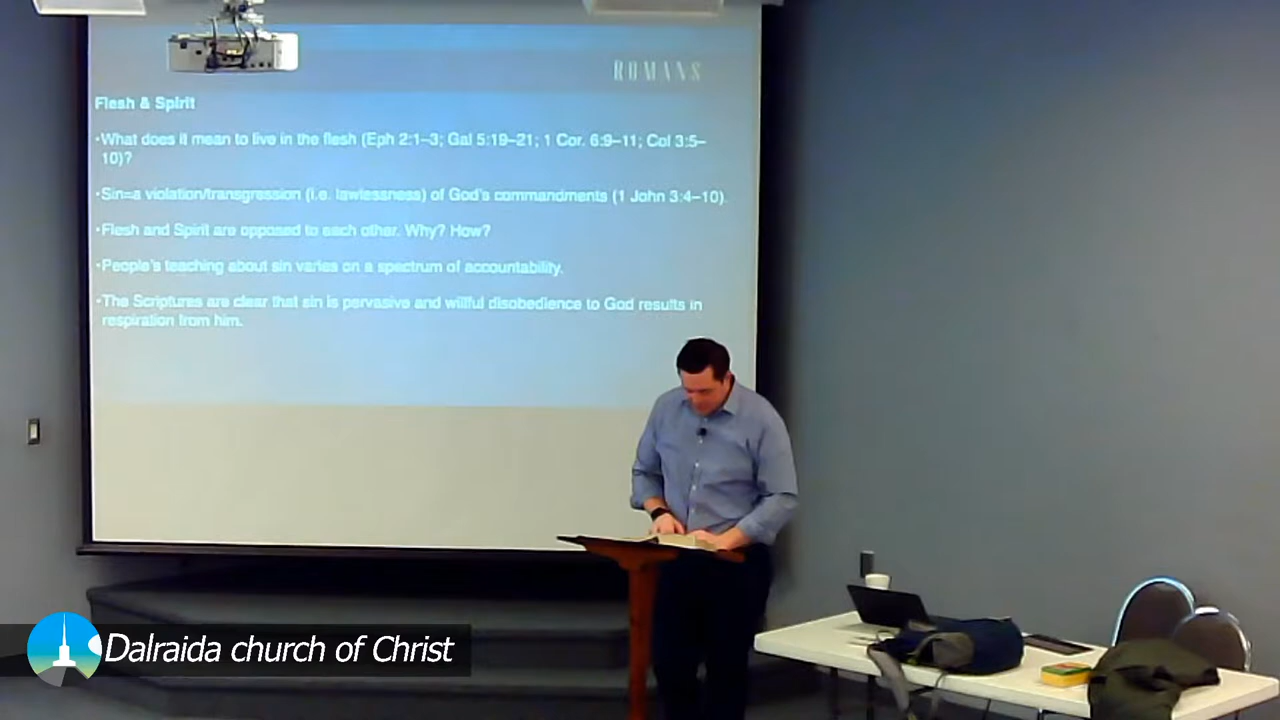 ROMANS
Flesh & Spirit
•What does it mean to live in the flesh (Eph 2:1–3; Gal 5:19–21; 1 Cor. 6:9–11; Col 3:5–
10)?
•Sin=a violation/transgression (i.e. lawlessness) of God's commandments (1 John 3:4–10).
•Flesh and Spirit are opposed to each other. Why? How?
•People's teaching about sin varies on a spectrum of accountability.
•The Scriptures are clear that sin is pervasive and willful disobedience to God results in
respiration from him.
Dalraida church of Christ